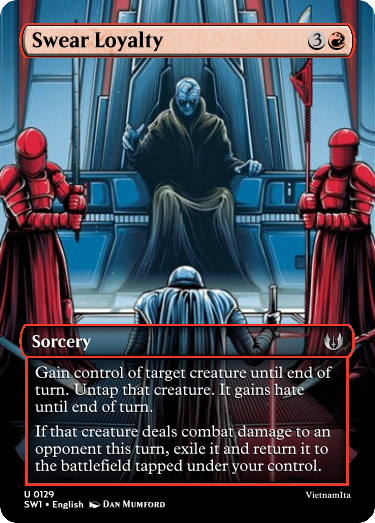 Swear Loyalty 3
Sorcery
Gain control of target creature until end of
turn. Untap that creature. It gains hate
until end of turn.
If that creature deals combat damage to an
opponent this turn, exile it and return it to
the battlefield tapped under your control.
U 0129
SW1 • English DAN MUMFORD
VietnamIta